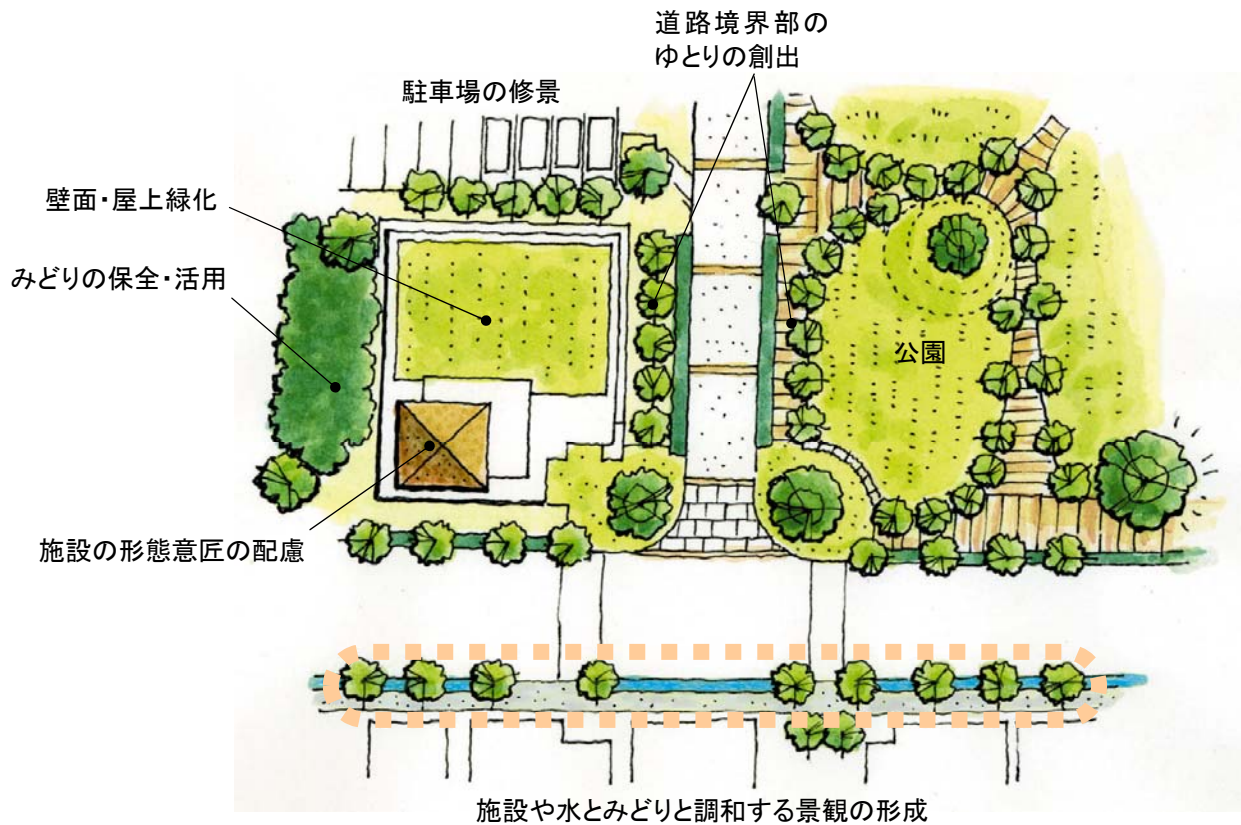 道路境界部の
ゆとりの創出
駐車場の修景
壁面・屋上緑化
みどりの保全・活用
公園
施設の形態意匠の配慮
施設や水とみどりと調和する景観の形成